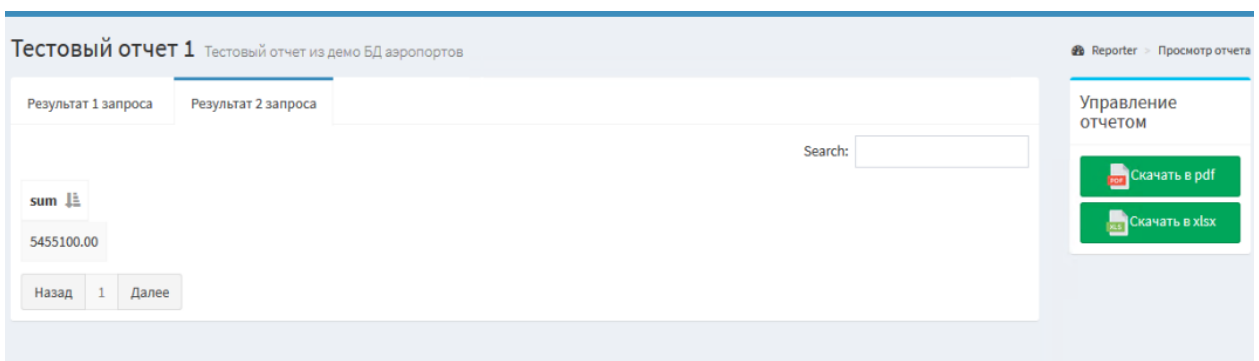 Тестовый отчет 1 Тестовый отчет из демо БД аэропортов
Reporter > Просмотр отчета
Результат 1 запроса Результат 2 запроса
Search:
sum
5455100.00
Назад 1 Далее
Управление
отчетом
PDF Скачать в pdf
XLS Скачать в xlsx